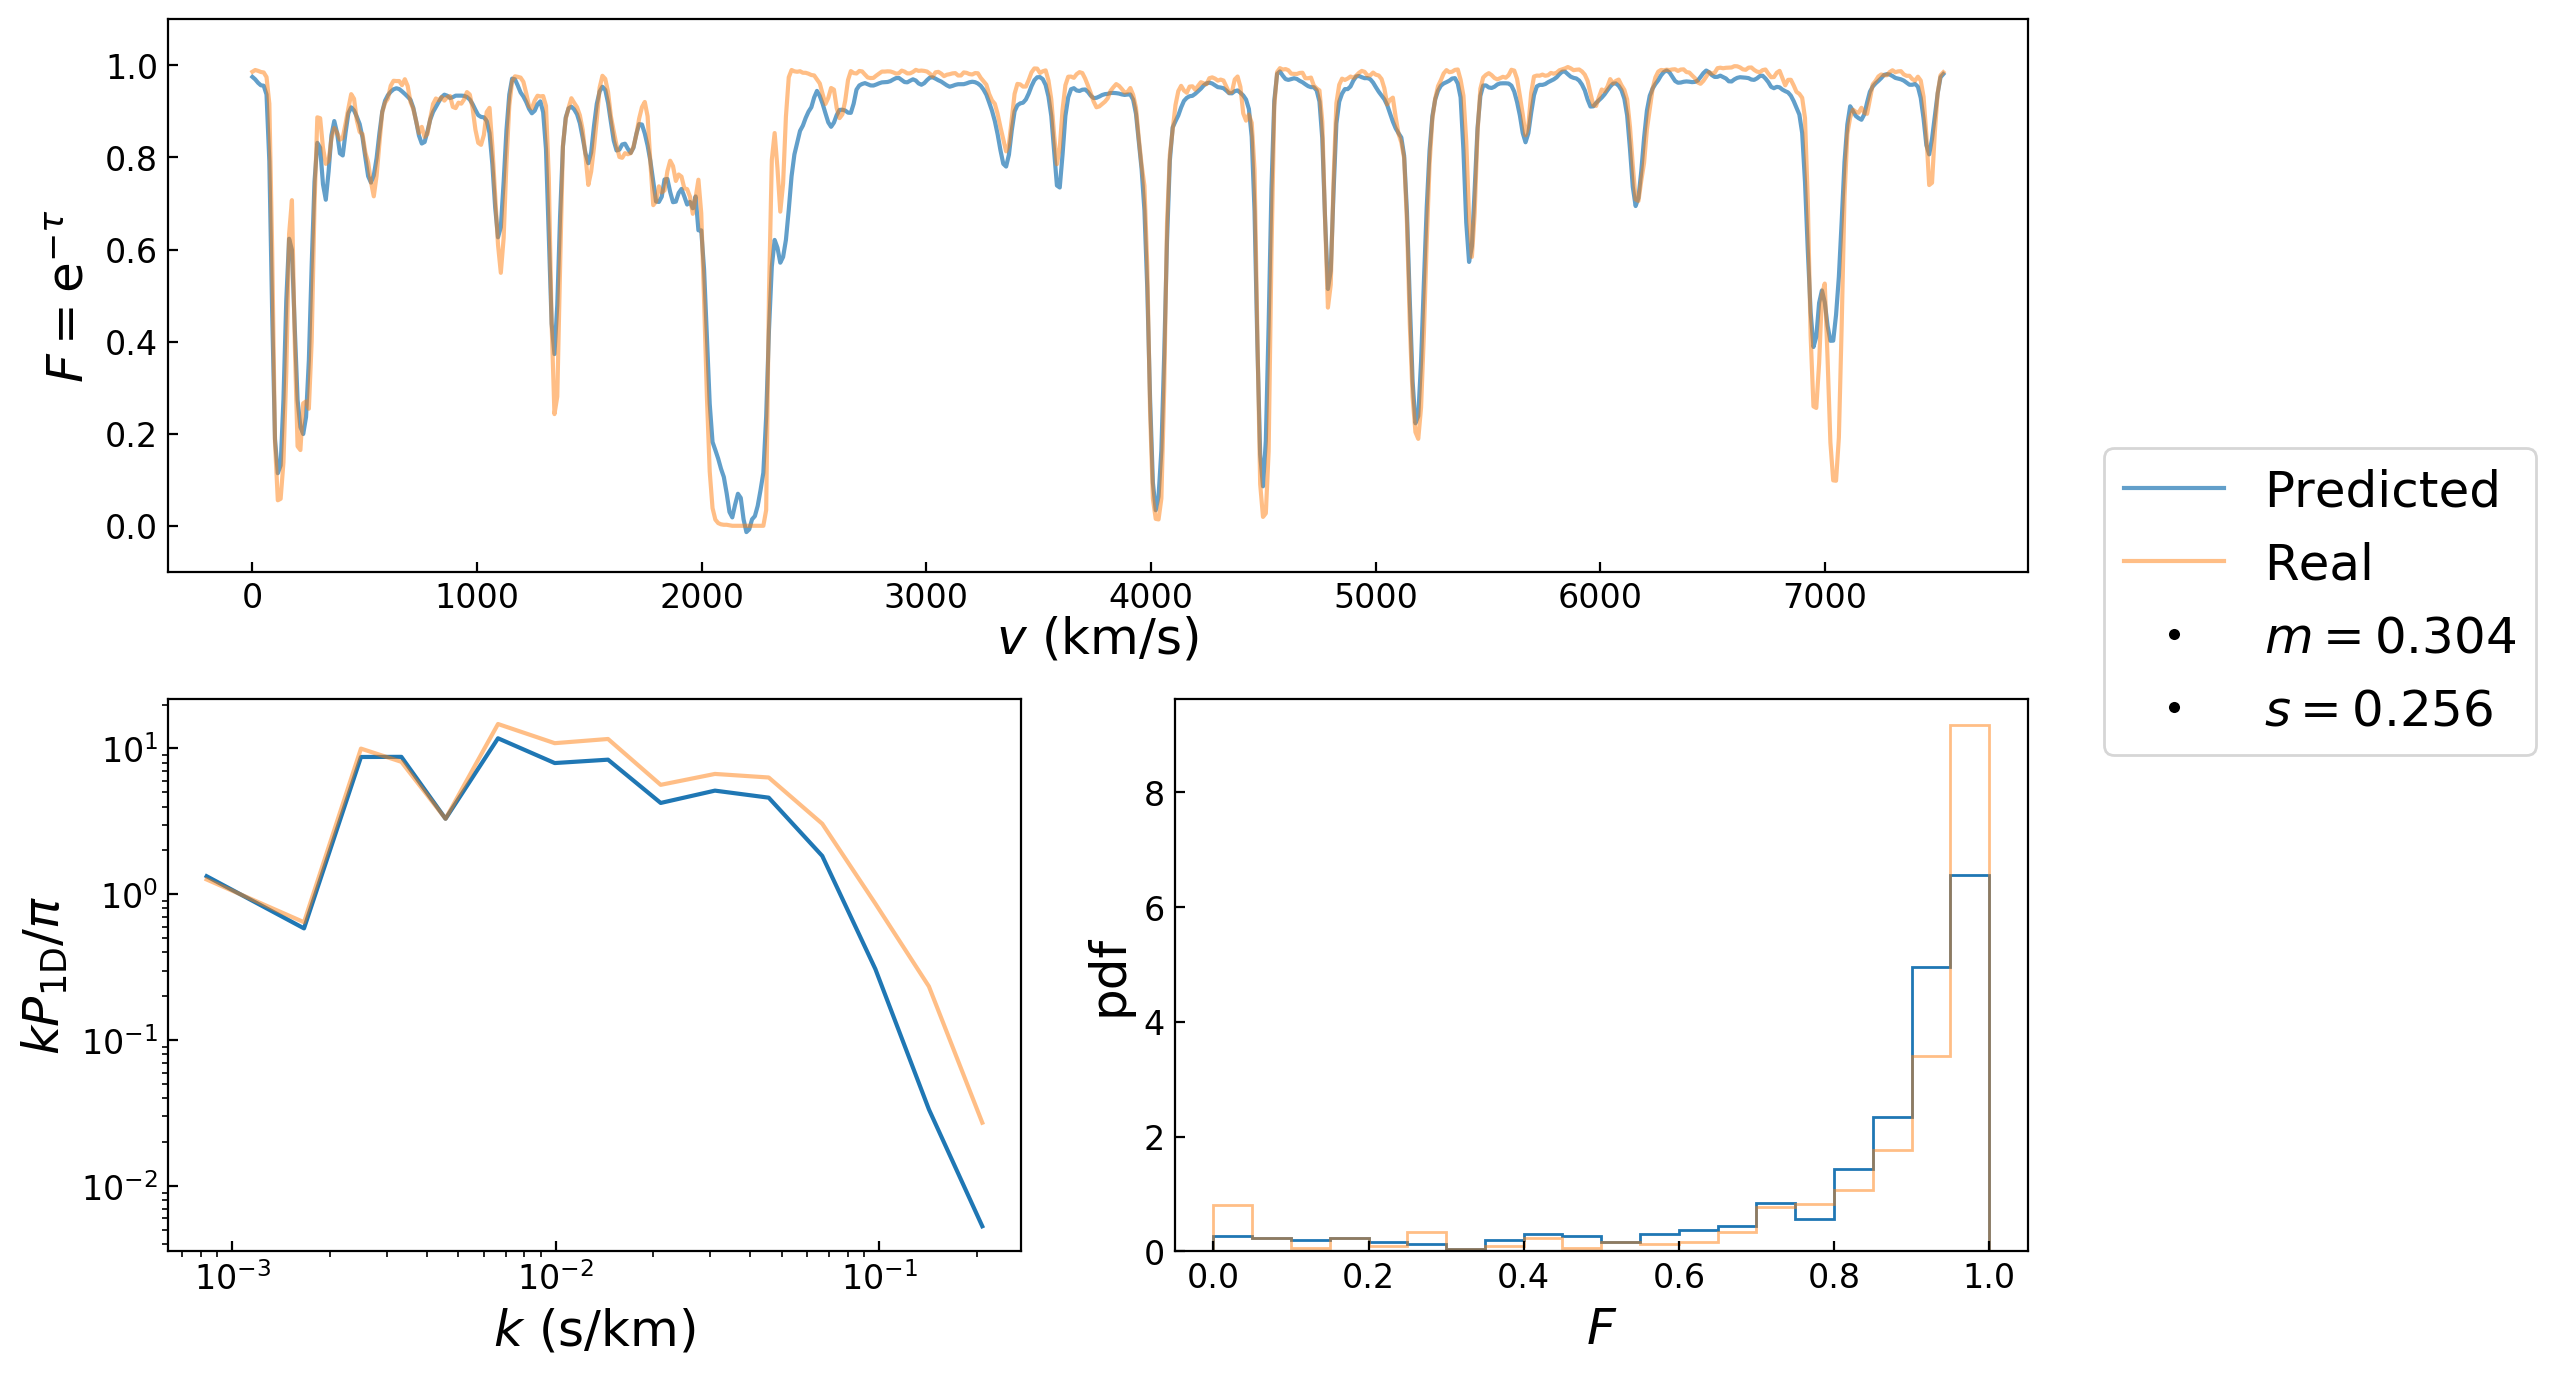 1.0
0.8
0.6
0.4
0.2
0.0
F = e^{−τ}
0 1000 2000 3000 4000 5000 6000 7000
v (km/s)
Predicted
Real
m = 0.304
s = 0.256
10^1
10^0
10^{−1}
10^{−2}
kP_{1D}/π
10^{−3} 10^{−2} 10^{−1}
k (s/km)
8
6
4
2
0
pdf
0.0 0.2 0.4 0.6 0.8 1.0
F